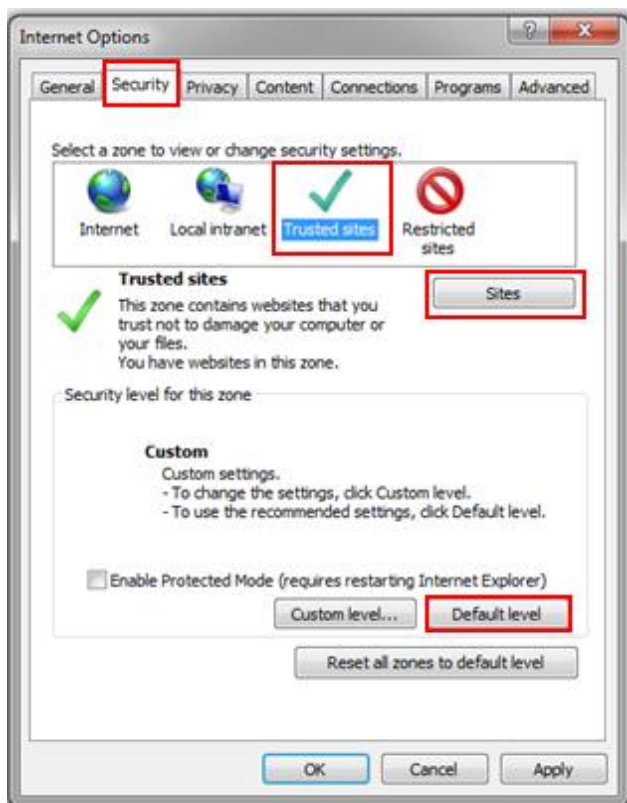 Internet Options
General Security Privacy Content Connections Programs Advanced
Select a zone to view or change security settings.
Internet Local intranet Trusted sites Restricted
sites
Trusted sites
Sites
This zone contains websites that you
trust not to damage your computer or
your files.
You have websites in this zone.
Security level for this zone
Custom
Custom settings.
- To change the settings, click Custom level.
- To use the recommended settings, click Default level.
Enable Protected Mode (requires restarting Internet Explorer)
Custom level... Default level
Reset all zones to default level
OK Cancel Apply